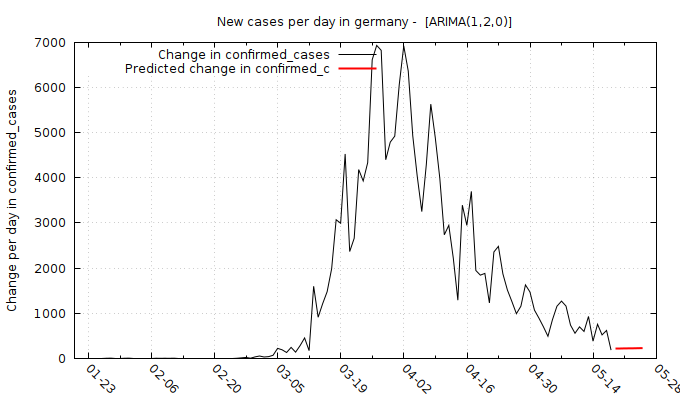 New cases per day in germany -  [ARIMA(1,2,0)]
Change in confirmed_cases
Predicted change in confirmed_c
Change per day in confirmed_cases
7000
6000
5000
4000
3000
2000
1000
0
01-23 02-06 02-20 03-05 03-19 04-02 04-16 04-30 05-14 05-28